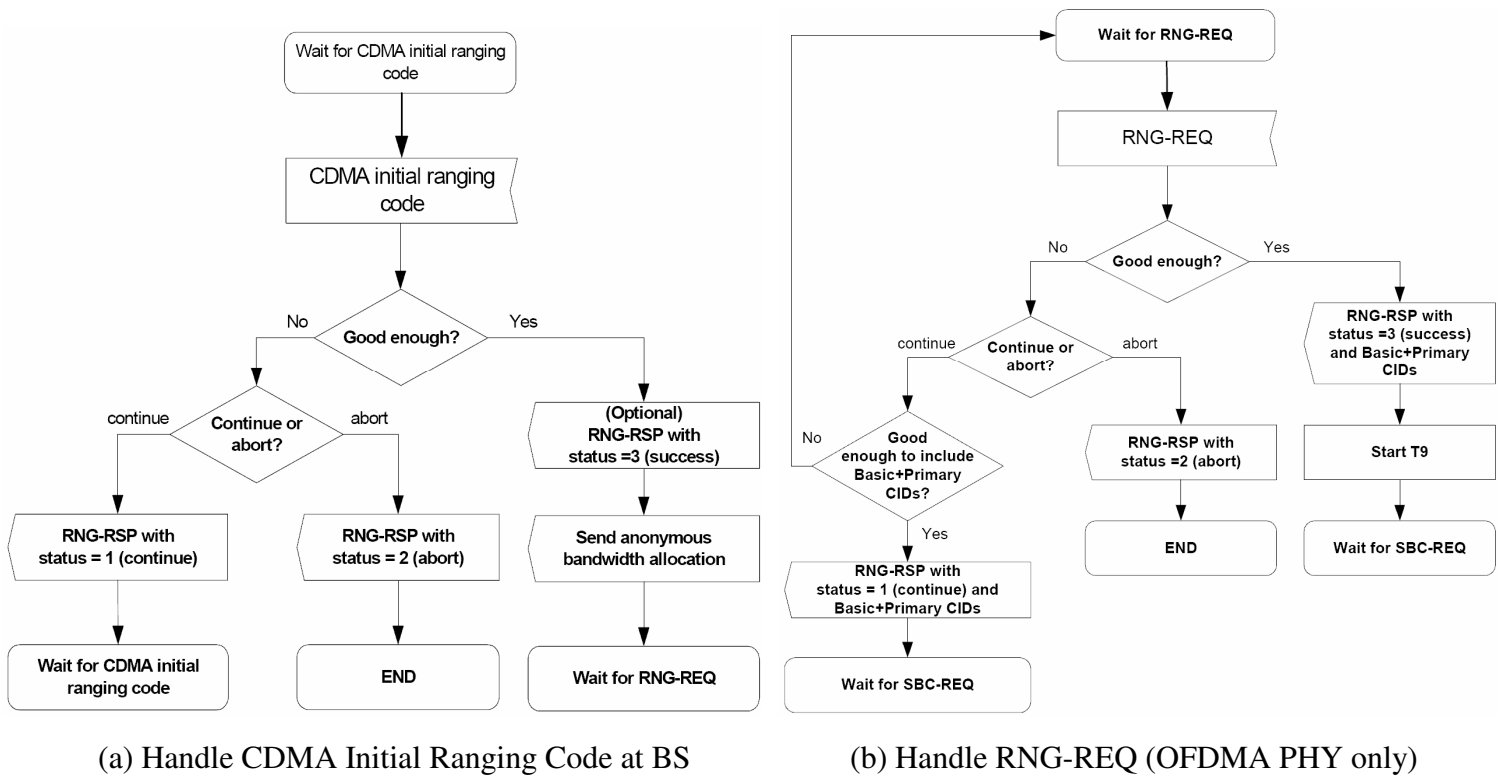 Wait for CDMA initial ranging
code
CDMA initial ranging
code
No
Good enough?
Yes
continue
Continue or
abort?
abort
(Optional)
RNG-RSP with
status =3 (success)
RNG-RSP with
status = 1 (continue)
RNG-RSP with
status = 2 (abort)
Send anonymous
bandwidth allocation
Wait for CDMA initial
ranging code
END
Wait for RNG-REQ
(a) Handle CDMA Initial Ranging Code at BS
Wait for RNG-REQ
RNG-REQ
No
Good enough?
Yes
continue
Continue or
abort?
abort
RNG-RSP with
status =3 (success)
and Basic+Primary
CIDs
No
Good
enough to include
Basic+Primary
CIDs?
RNG-RSP with
status =2 (abort)
Start T9
Yes
END
Wait for SBC-REQ
RNG-RSP with
status = 1 (continue) and
Basic+Primary CIDs
Wait for SBC-REQ
(b) Handle RNG-REQ (OFDMA PHY only)